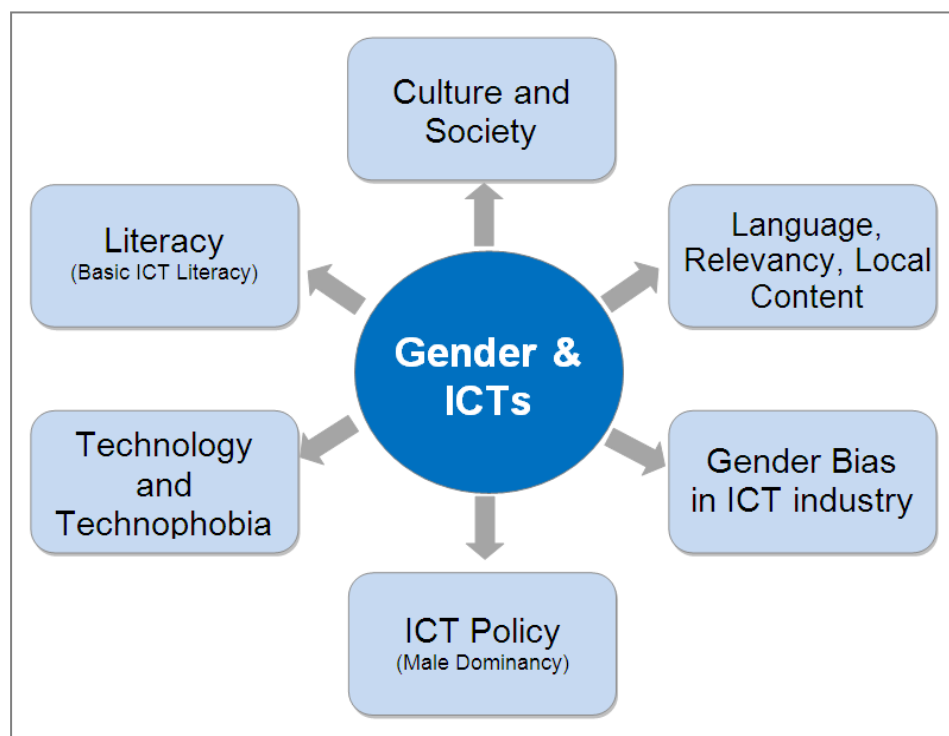 Culture and
Society
Literacy
(Basic ICT Literacy)
Language,
Relevancy, Local
Content
Gender &
ICTs
Technology
and
Technophobia
Gender Bias
in ICT industry
ICT Policy
(Male Dominancy)